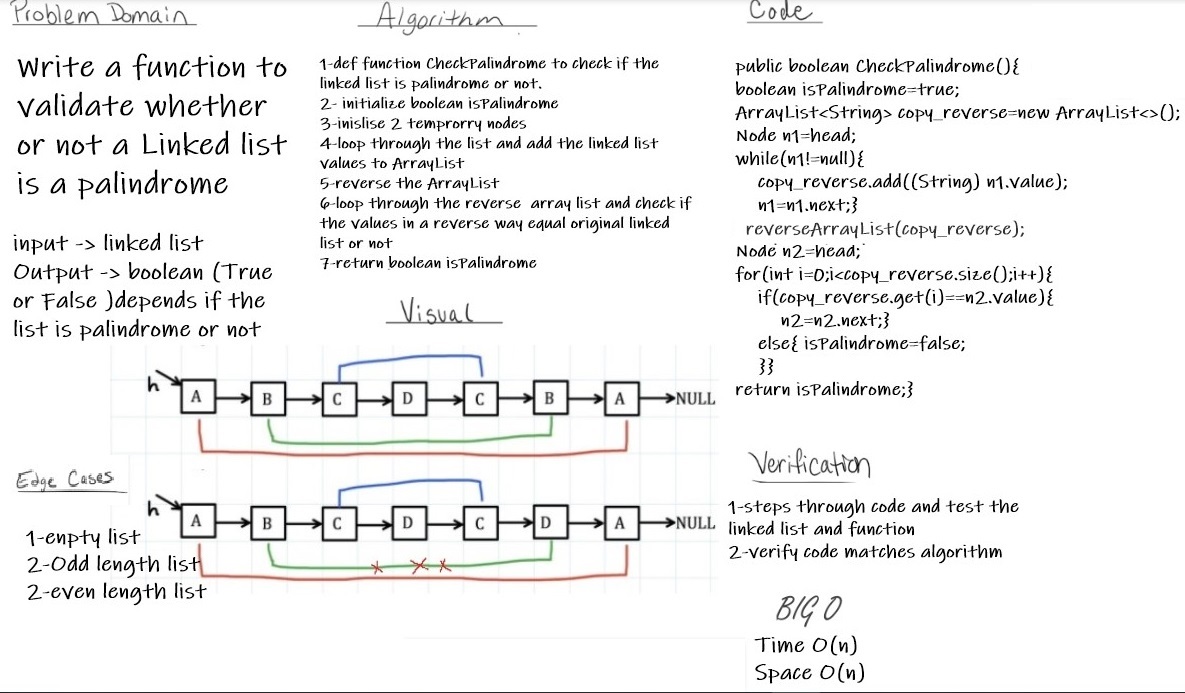 Problem Domain
Write a function to
validate whether
or not a Linked list
is a palindrome
input -> linked list
Output -> boolean (True
or False )depends if the
list is palindrome or not
Algorithm
1-def function CheckPalindrome to check if the
linked list is palindrome or not.
2- initialize boolean isPalindrome
3-inislise 2 temprorry nodes
4-loop through the list and add the linked list
values to ArrayList
5-reverse the ArrayList
6-loop through the reverse array list and check if
the values in a reverse way equal original linked
list or not
7-return boolean isPalindrome
Visual
h A B C D C B A NULL
h A B C D C D A NULL
Edge Cases
1-enpty list
2-Odd length list
2-even length list
Code
public boolean CheckPalindrome(){
boolean isPalindrome=true;
ArrayList<String> copy_reverse=new ArrayList<>();
Node n1=head;
while(n1!=null){
copy_reverse.add((String) n1.value);
n1=n1.next;}
reverseArrayList(copy_reverse);
Node n2=head;
for(int i=0;i<copy_reverse.size();i++){
if(copy_reverse.get(i)==n2.value){
n2=n2.next;}
else{ isPalindrome=false;
}}
return isPalindrome;}
Verification
1-steps through code and test the
linked list and function
2-verify code matches algorithm
BIG O
Time O(n)
Space O(n)